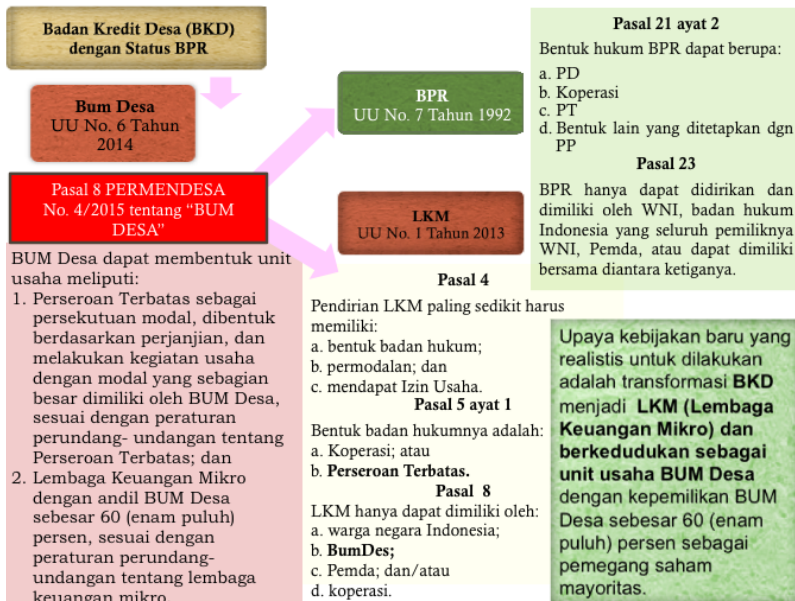 Badan Kredit Desa (BKD)
dengan Status BPR
Bum Desa
UU No. 6 Tahun
2014
Pasal 8 PERMENDESA
No. 4/2015 tentang “BUM
DESA”
BUM Desa dapat membentuk unit
usaha meliputi:
1. Perseroan Terbatas sebagai
persekutuan modal, dibentuk
berdasarkan perjanjian, dan
melakukan kegiatan usaha
dengan modal yang sebagian
besar dimiliki oleh BUM Desa,
sesuai dengan peraturan
perundang- undangan tentang
Perseroan Terbatas; dan
2. Lembaga Keuangan Mikro
dengan andil BUM Desa
sebesar 60 (enam puluh)
persen, sesuai dengan
peraturan perundang-
undangan tentang lembaga
keuangan mikro
BPR
UU No. 7 Tahun 1992
LKM
UU No. 1 Tahun 2013
Pasal 4
Pendirian LKM paling sedikit harus
memiliki:
a. bentuk badan hukum;
b. permodalan; dan
c. mendapat Izin Usaha.
Pasal 5 ayat 1
Bentuk badan hukumnya adalah:
a. Koperasi; atau
b. Perseroan Terbatas.
Pasal 8
LKM hanya dapat dimiliki oleh:
a. warga negara Indonesia;
b. BumDes;
c. Pemda; dan/atau
d. koperasi.
Pasal 21 ayat 2
Bentuk hukum BPR dapat berupa:
a. PD
b. Koperasi
c. PT
d. Bentuk lain yang ditetapkan dgn
PP
Pasal 23
BPR hanya dapat didirikan dan
dimiliki oleh WNI, badan hukum
Indonesia yang seluruh pemiliknya
WNI, Pemda, atau dapat dimiliki
bersama diantara ketiganya.
Upaya kebijakan baru yang
realistis untuk dilakukan
adalah transformasi BKD
menjadi LKM (Lembaga
Keuangan Mikro) dan
berkedudukan sebagai
unit usaha BUM Desa
dengan kepemilikan BUM
Desa sebesar 60 (enam
puluh) persen sebagai
pemegang saham
mayoritas.